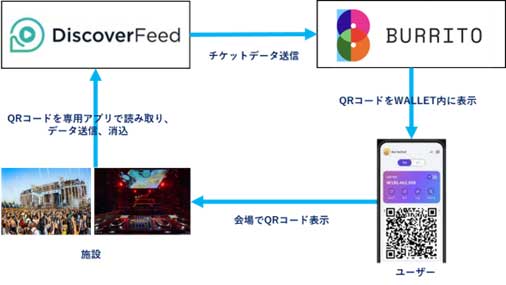 DiscoverFeed
BURRITO
チケットデータ送信
QRコードを専用アプリで読み取り、
データ送信、消込
QRコードをWALLET内に表示
会場でQRコード表示
施設
ユーザー